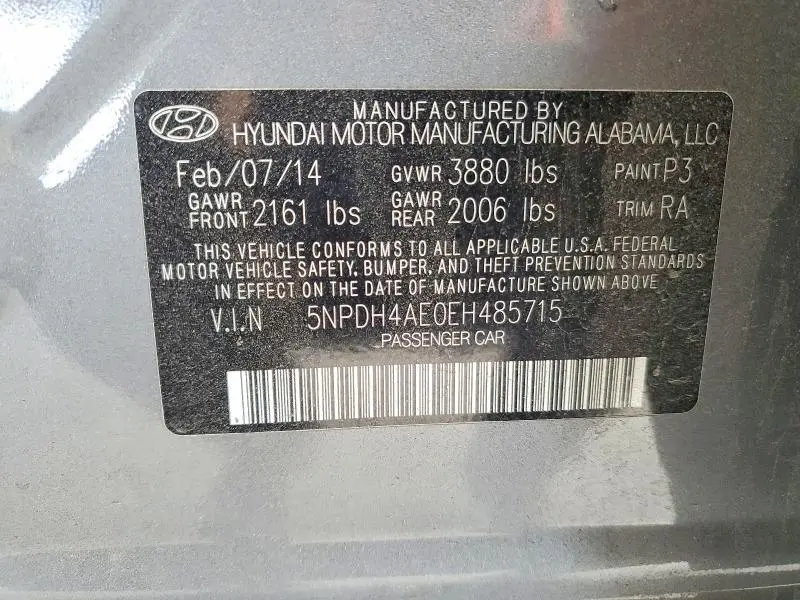 MANUFACTURED BY
HYUNDAI MOTOR MANUFACTURING ALABAMA, LLC
Feb/07/14 GVWR 3880 lbs PAINT P3
GAWR FRONT 2161 lbs GAWR REAR 2006 lbs TRIM RA
THIS VEHICLE CONFORMS TO ALL APPLICABLE U.S.A. FEDERAL
MOTOR VEHICLE SAFETY, BUMPER, AND THEFT PREVENTION STANDARDS
IN EFFECT ON THE DATE OF MANUFACTURE SHOWN ABOVE
V.I.N 5NPDH4AE0EH485715
PASSENGER CAR